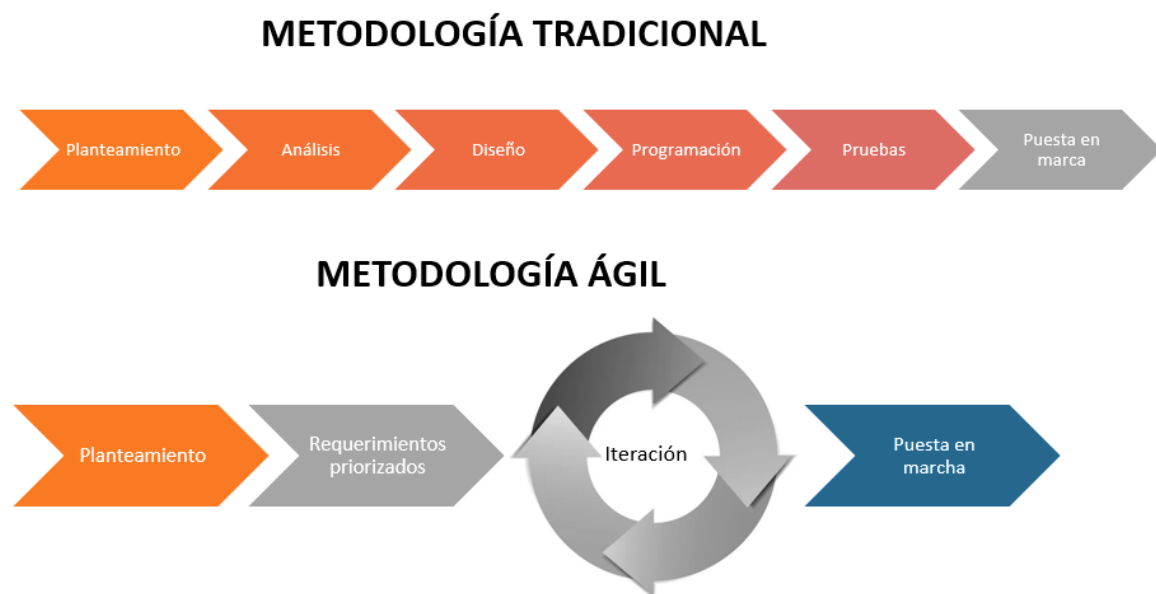 METODOLOGÍA TRADICIONAL
Planteamiento
Análisis
Diseño
Programación
Pruebas
Puesta en
marca
METODOLOGÍA ÁGIL
Planteamiento
Requerimientos
priorizados
Iteración
Puesta en
marcha